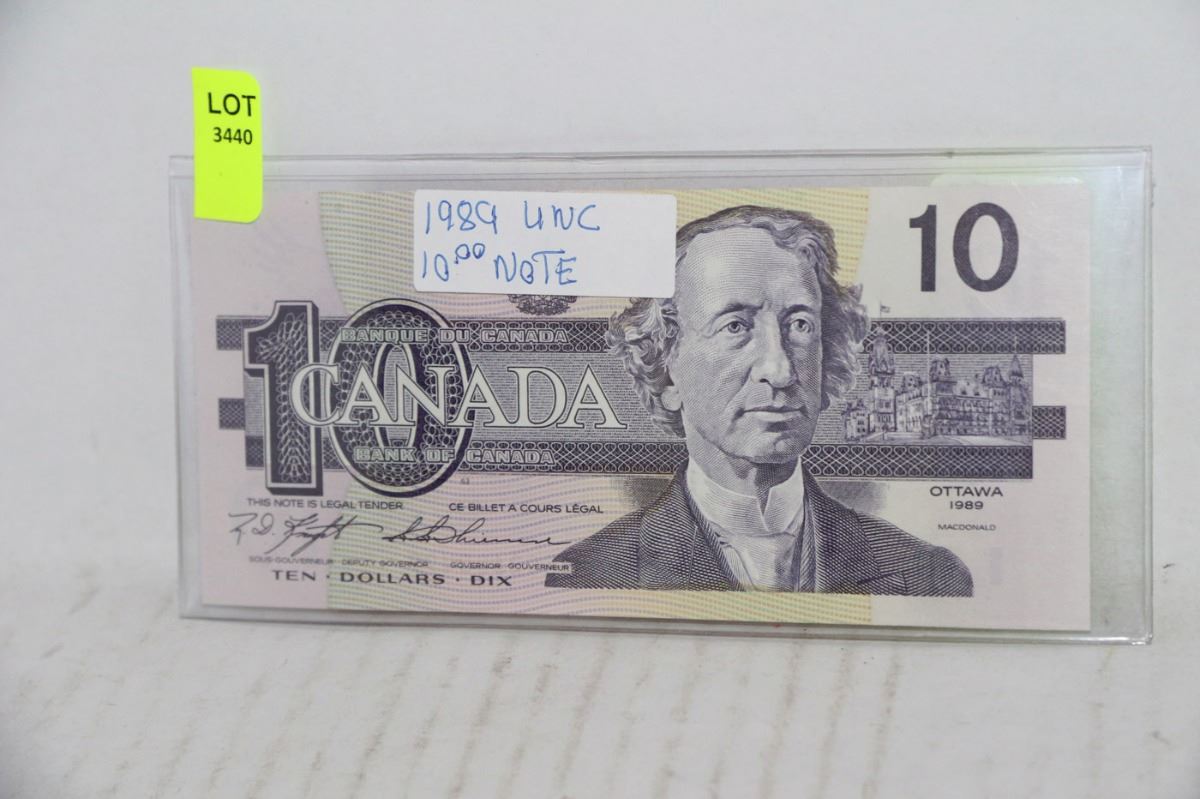 LOT
3440
1989 UNC
10.00 NOTE
10
10
BANQUE DU CANADA
CANADA
BANK OF CANADA
THIS NOTE IS LEGAL TENDER
CE BILLET A COURS LÉGAL
SOUS-GOUVERNEUR DEPUTY GOVERNOR
GOVERNOR GOUVERNEUR
TEN · DOLLARS · DIX
OTTAWA
1989
MACDONALD